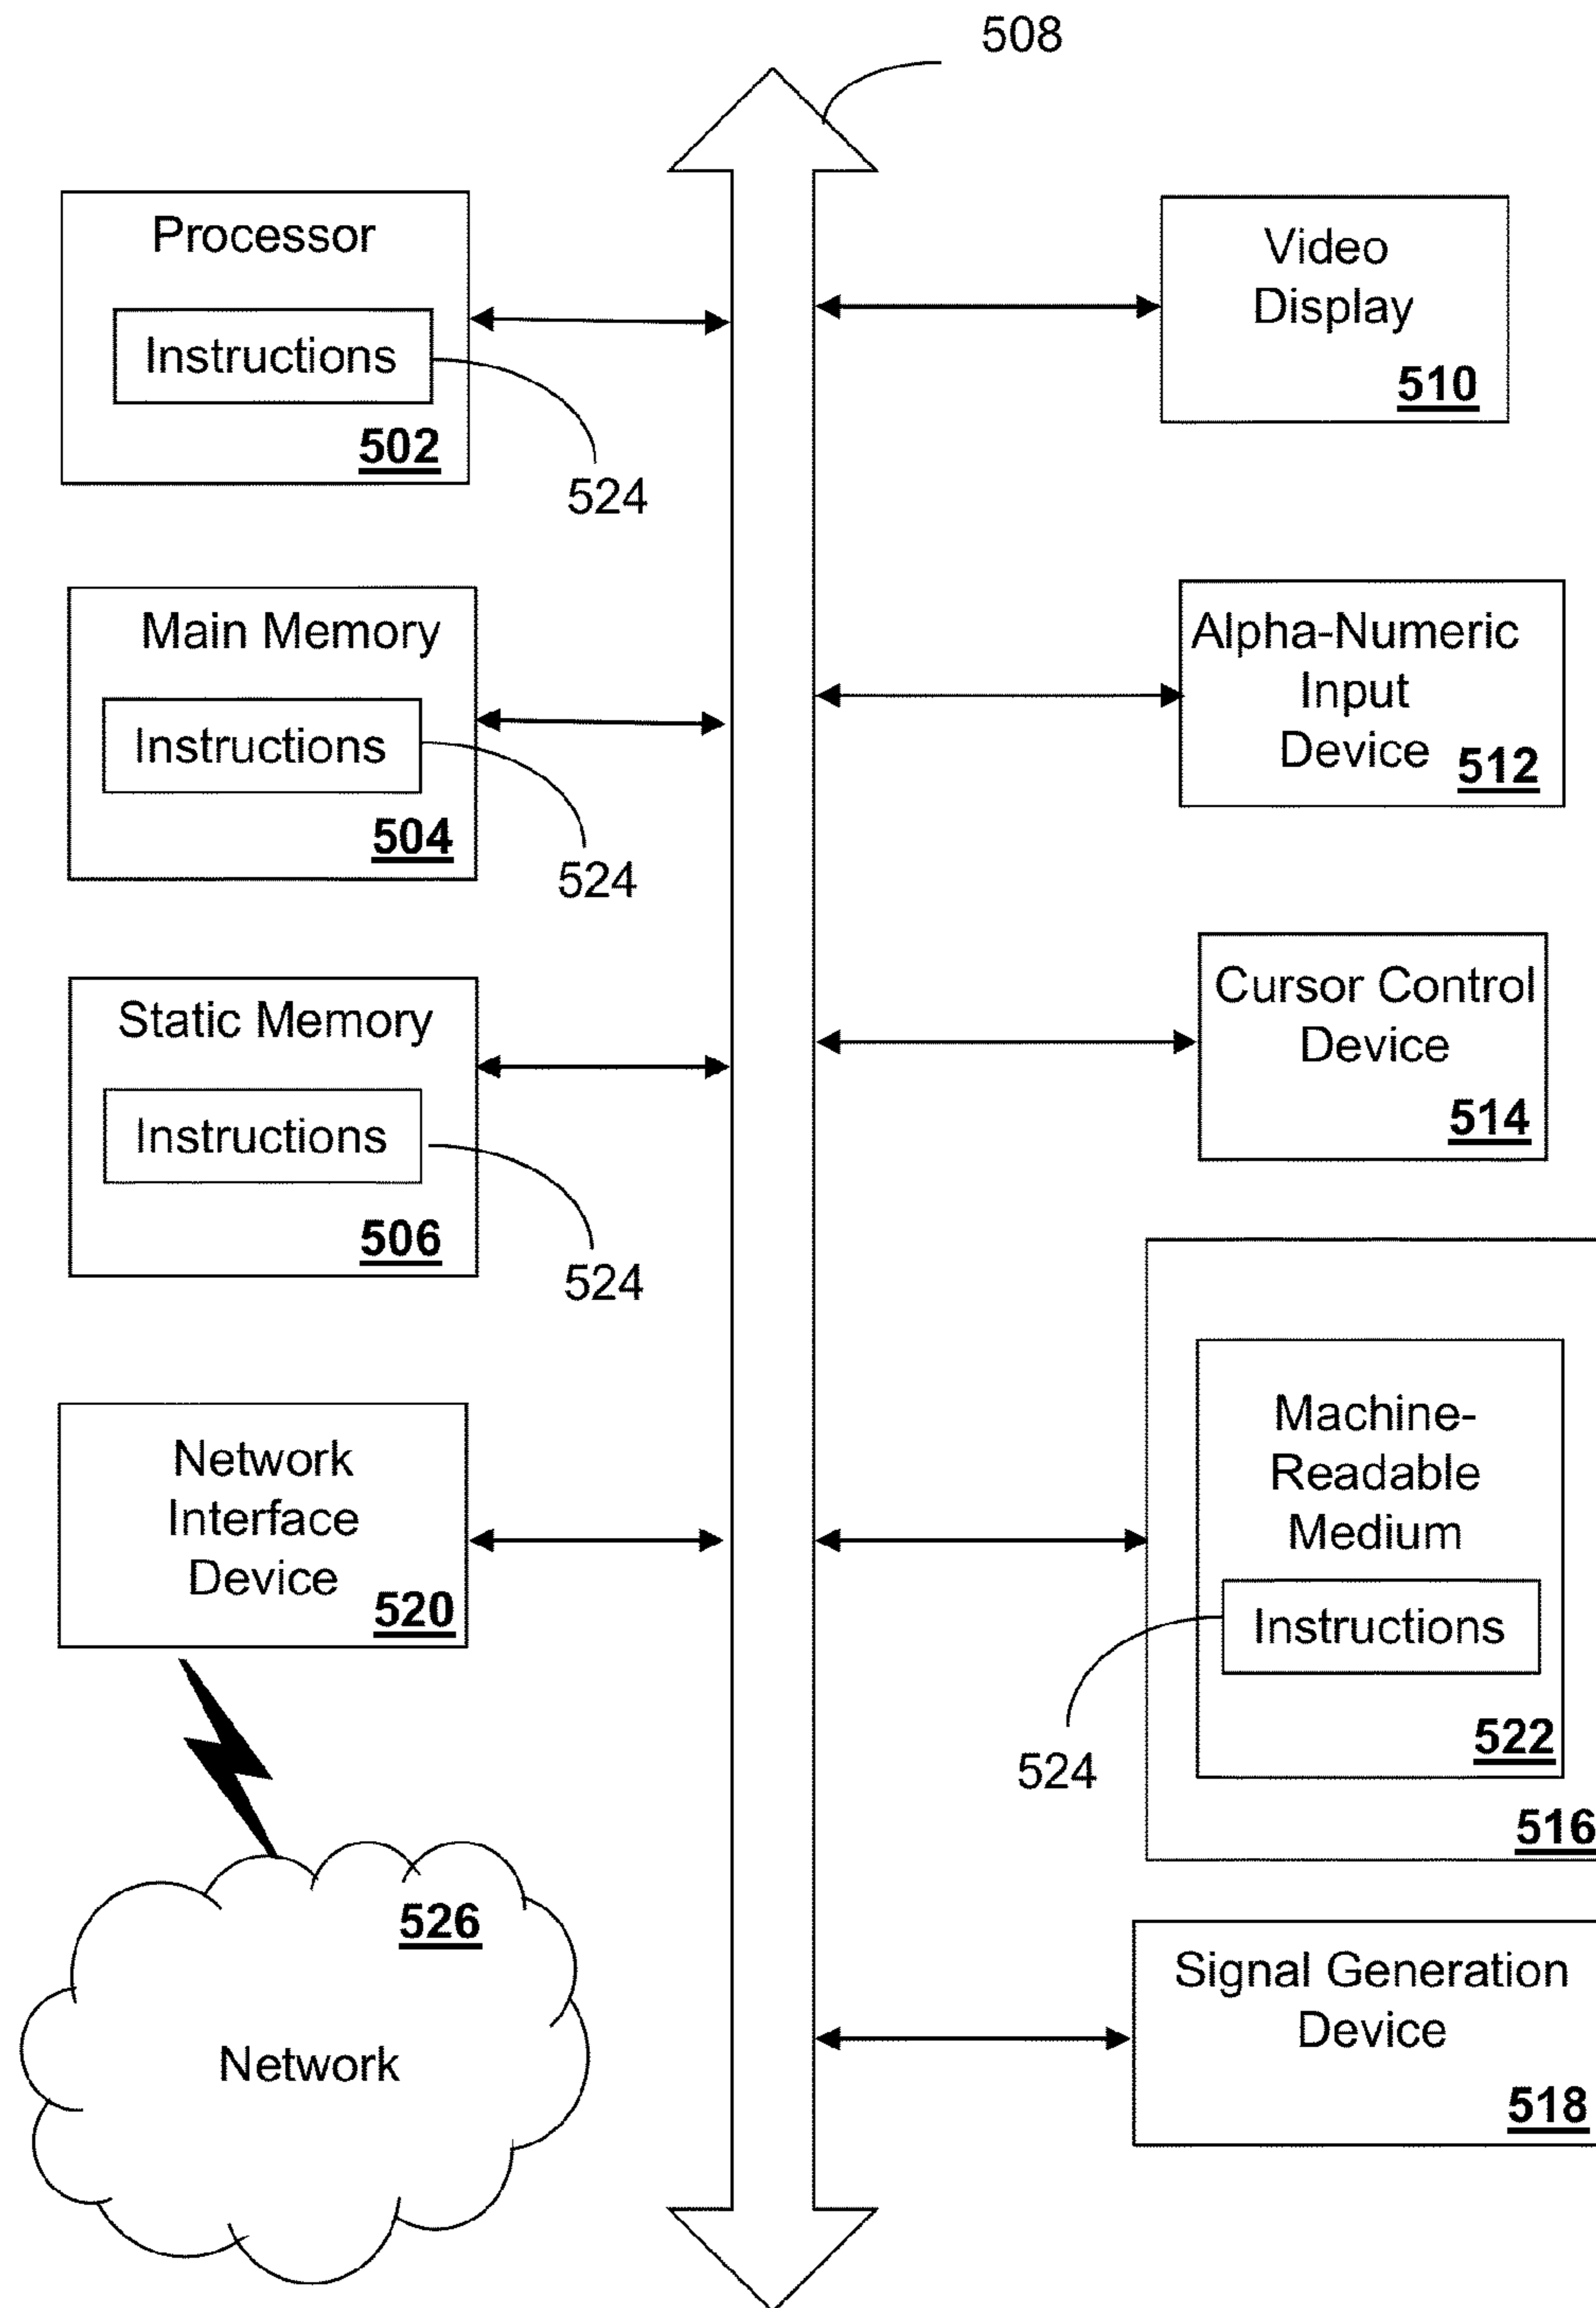 508
Processor
Instructions
502
524
Main Memory
Instructions
504
524
Static Memory
Instructions
506
524
Network
Interface
Device
520
526
Network
Video
Display
510
Alpha-Numeric
Input
Device
512
Cursor Control
Device
514
Machine-
Readable
Medium
Instructions
522
524
516
Signal Generation
Device
518